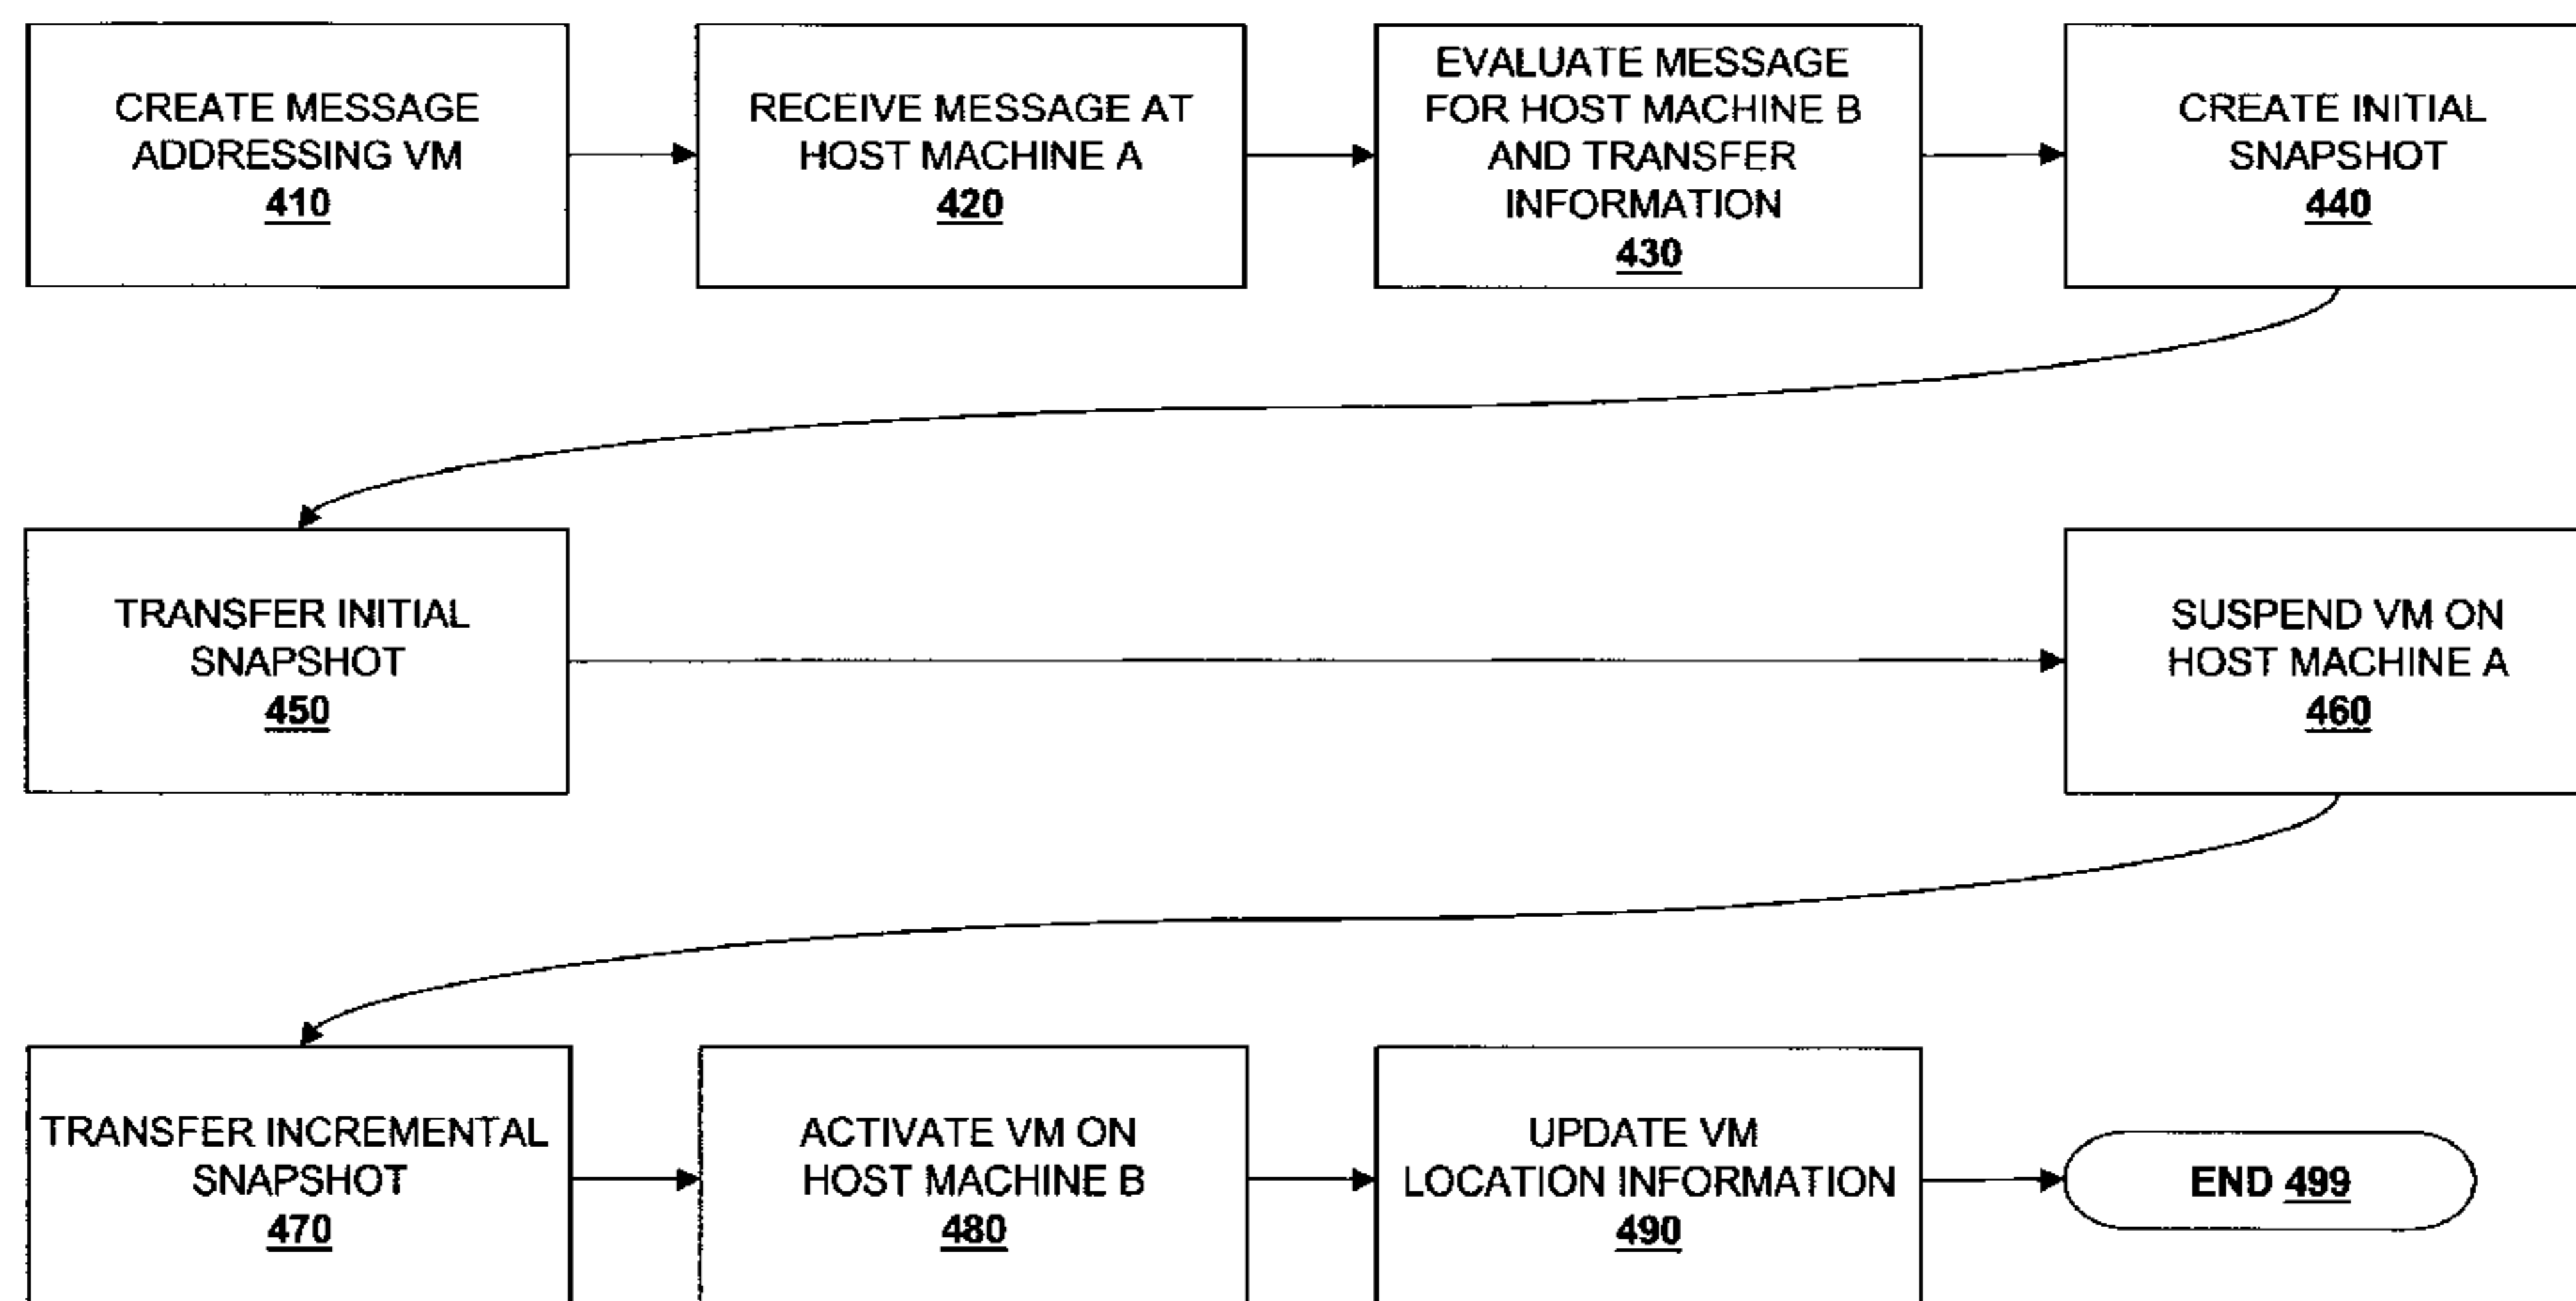 CREATE MESSAGE
ADDRESSING VM
410
RECEIVE MESSAGE AT
HOST MACHINE A
420
EVALUATE MESSAGE
FOR HOST MACHINE B
AND TRANSFER
INFORMATION
430
CREATE INITIAL
SNAPSHOT
440
TRANSFER INITIAL
SNAPSHOT
450
SUSPEND VM ON
HOST MACHINE A
460
TRANSFER INCREMENTAL
SNAPSHOT
470
ACTIVATE VM ON
HOST MACHINE B
480
UPDATE VM
LOCATION INFORMATION
490
END 499